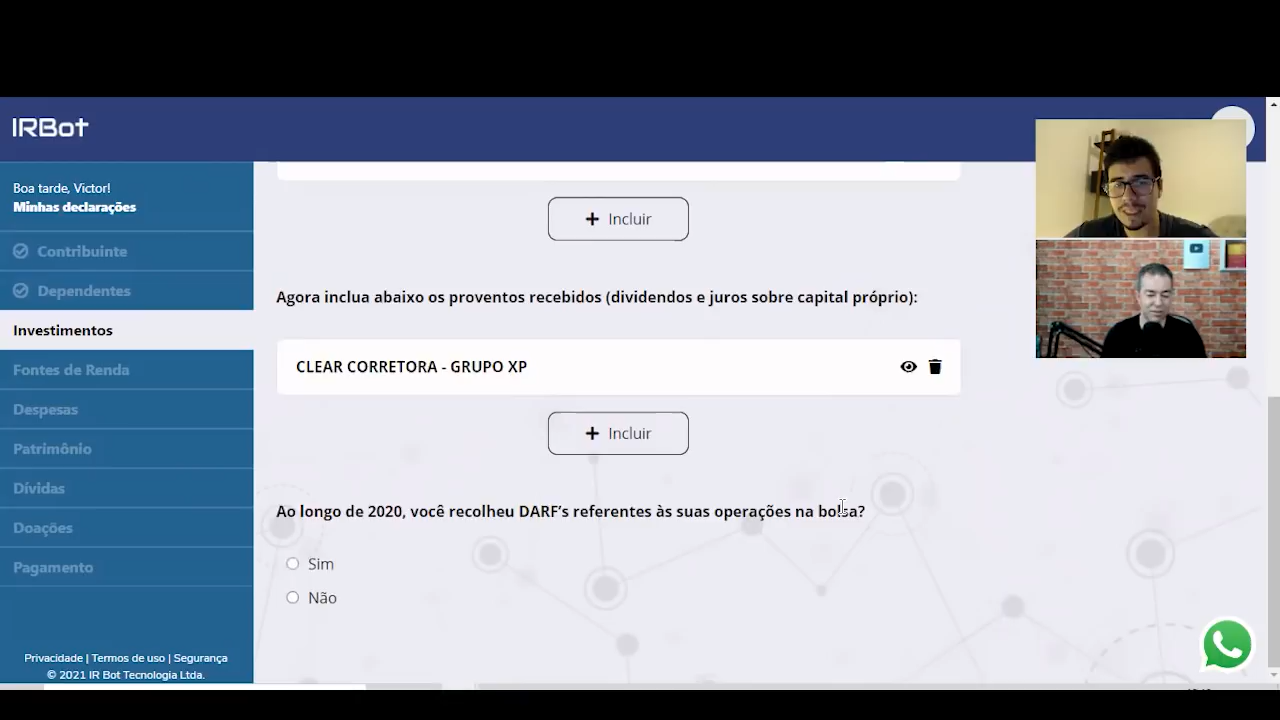 IRBot
Boa tarde, Victor!
Minhas declarações
Contribuinte
Dependentes
Investimentos
Fontes de Renda
Despesas
Patrimônio
Dívidas
Doações
Pagamento
Privacidade | Termos de uso | Segurança
© 2021 IR Bot Tecnologia Ltda.
+ Incluir
Agora inclua abaixo os proventos recebidos (dividendos e juros sobre capital próprio):
CLEAR CORRETORA - GRUPO XP
+ Incluir
Ao longo de 2020, você recolheu DARF's referentes às suas operações na bolsa?
Sim
Não